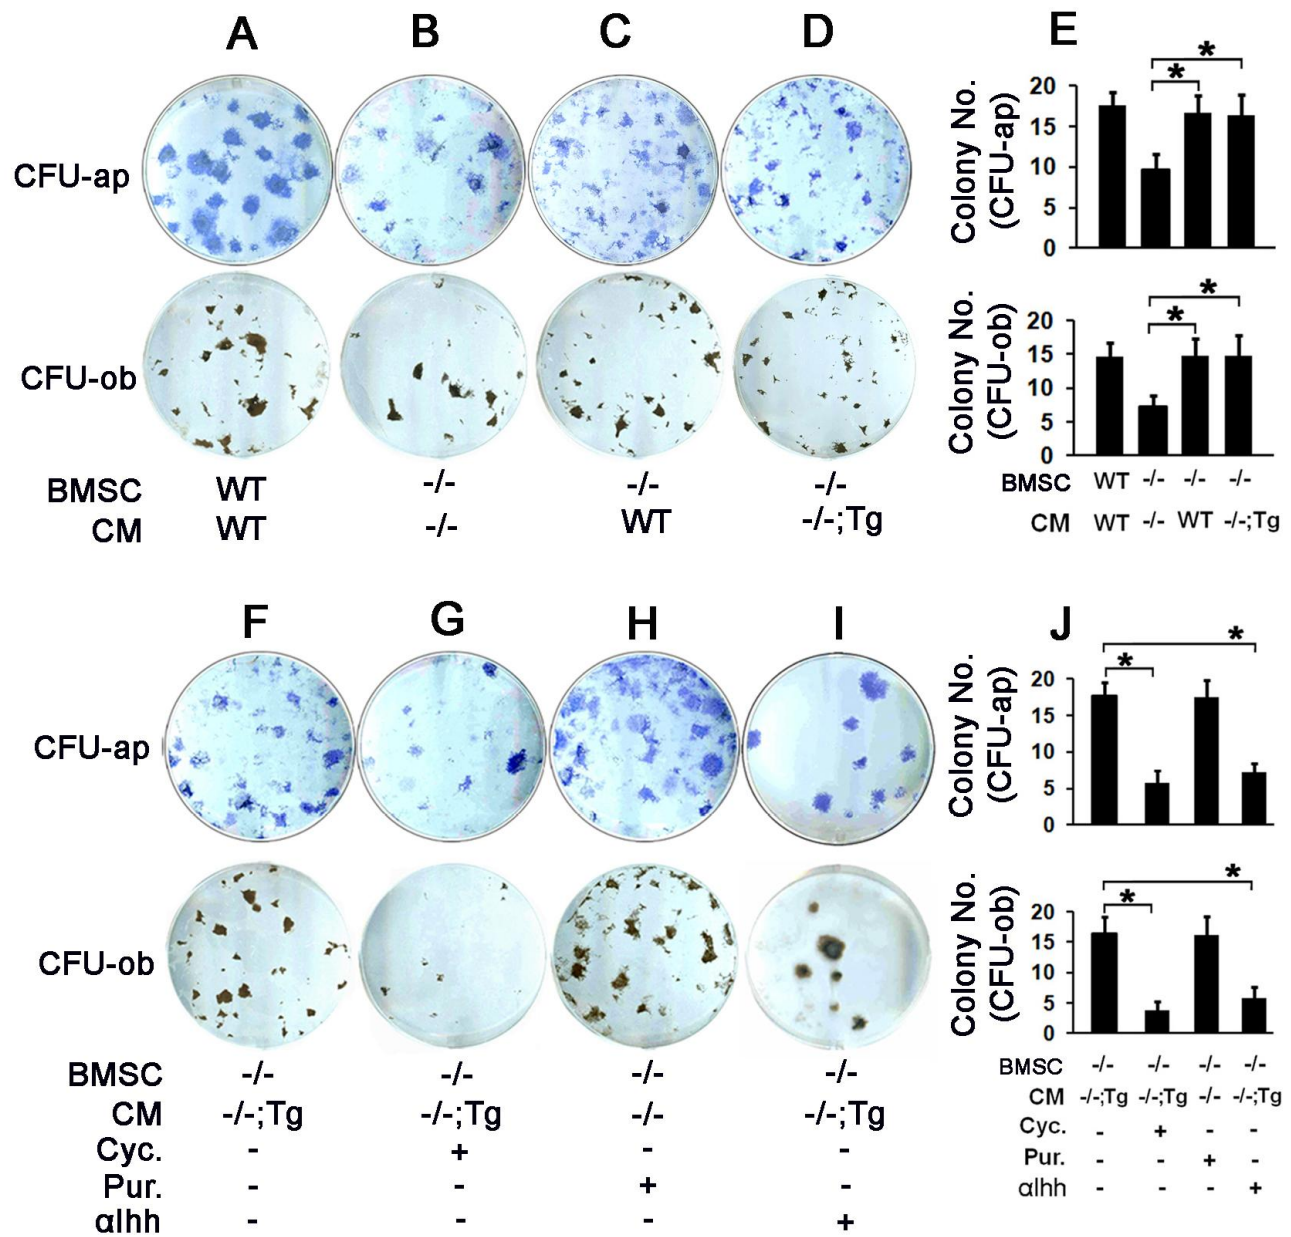 A B C D E
CFU-ap
CFU-ob
BMSC WT -/- -/- -/-
CM WT -/- WT -/-;Tg
Colony No.
(CFU-ap)
* *
20
15
10
5
0
Colony No.
(CFU-ob)
* *
20
15
10
5
0
BMSC WT -/- -/- -/-
CM WT -/- WT -/-;Tg
F G H I J
CFU-ap
CFU-ob
BMSC -/- -/- -/- -/-
CM -/-;Tg -/-;Tg -/- -/-;Tg
Cyc. - + - -
Pur. - - + -
αIhh - - - +
Colony No.
(CFU-ap)
* *
20
15
10
5
0
Colony No.
(CFU-ob)
* *
20
15
10
5
0
BMSC -/- -/- -/- -/-
CM -/-;Tg -/-;Tg -/- -/-;Tg
Cyc. - + - -
Pur. - - + -
αIhh - - - +